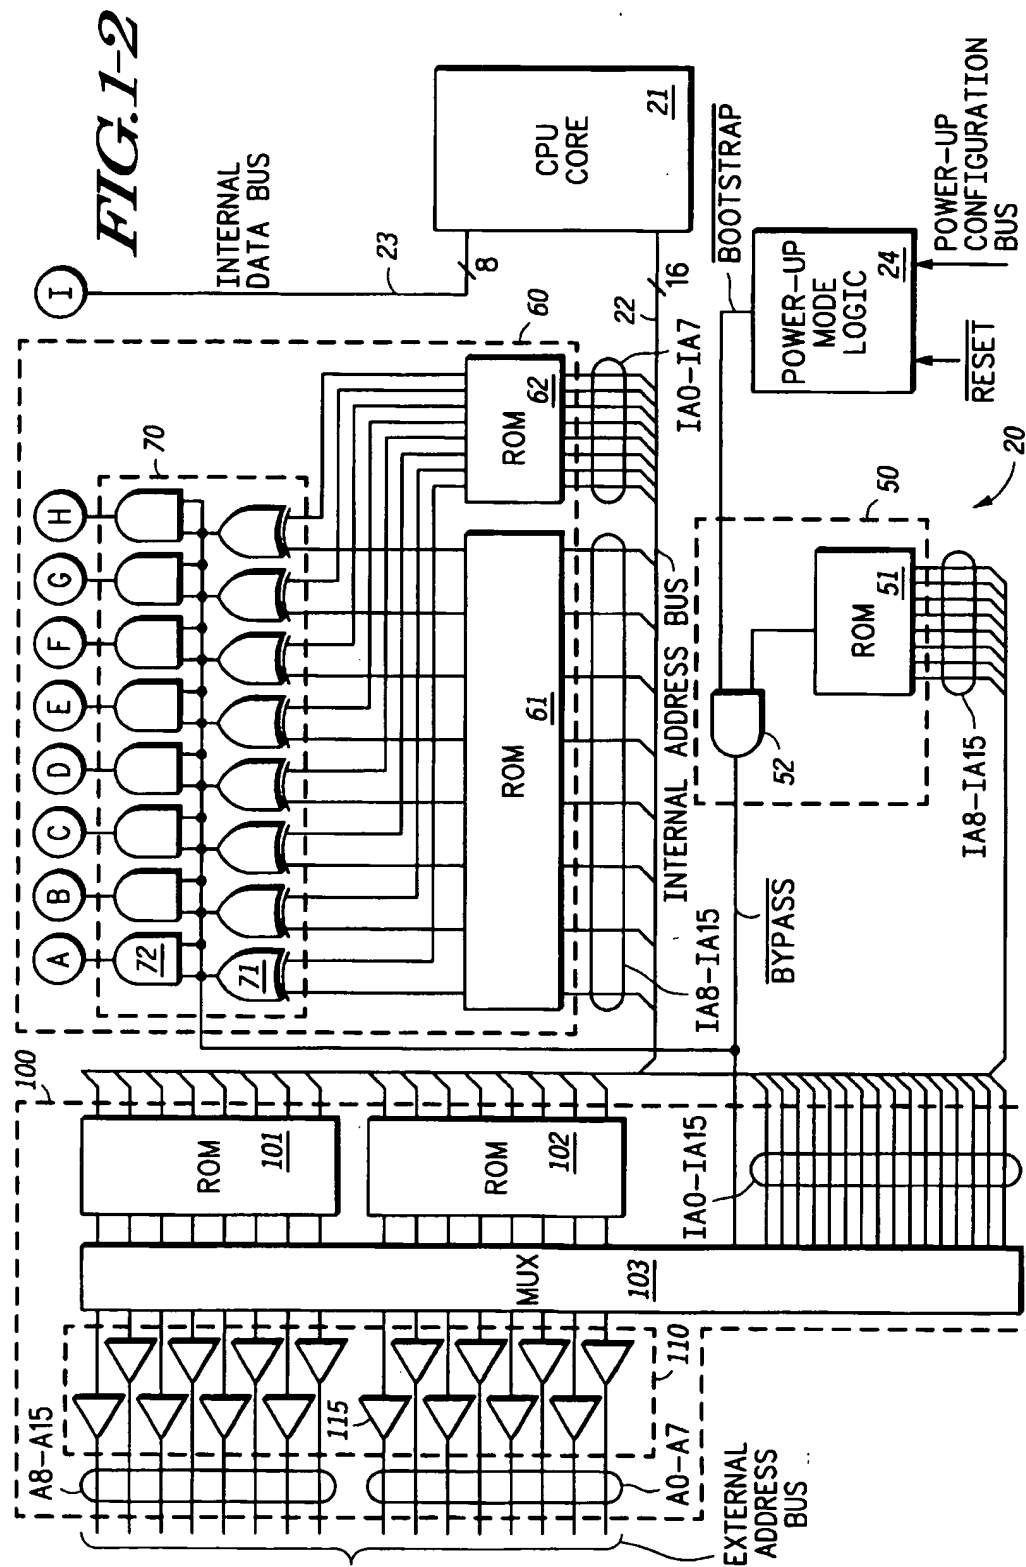 FIG.1-2
I
INTERNAL
DATA BUS
23
8
CPU
CORE
21
16
22
IA0-IA7
60
62
ROM
70
H
G
F
E
D
C
B
A
72
71
61
ROM
INTERNAL ADDRESS BUS
IA8-IA15
BOOTSTRAP
POWER-UP
MODE
LOGIC
24
POWER-UP
CONFIGURATION
BUS
RESET
20
50
ROM
51
52
IA8-IA15
BYPASS
100
ROM
101
ROM
102
IA0-IA15
MUX
103
110
115
A8-A15
A0-A7
EXTERNAL
ADDRESS
BUS